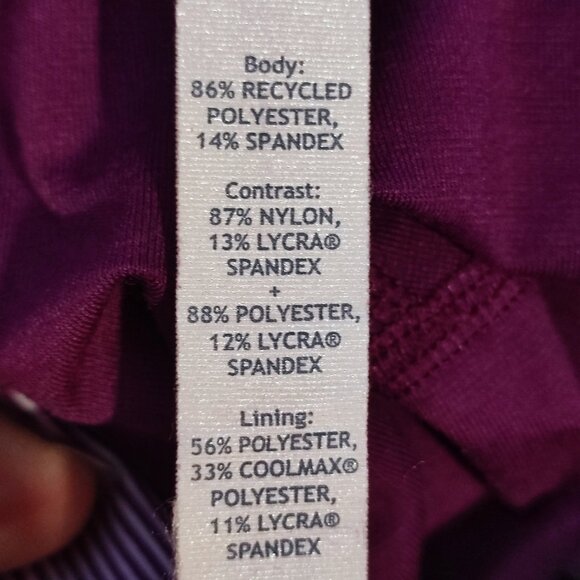 Body:
86% RECYCLED
POLYESTER,
14% SPANDEX
Contrast:
87% NYLON,
13% LYCRA®
SPANDEX
+
88% POLYESTER,
12% LYCRA®
SPANDEX
Lining:
56% POLYESTER,
33% COOLMAX®
POLYESTER,
11% LYCRA®
SPANDEX